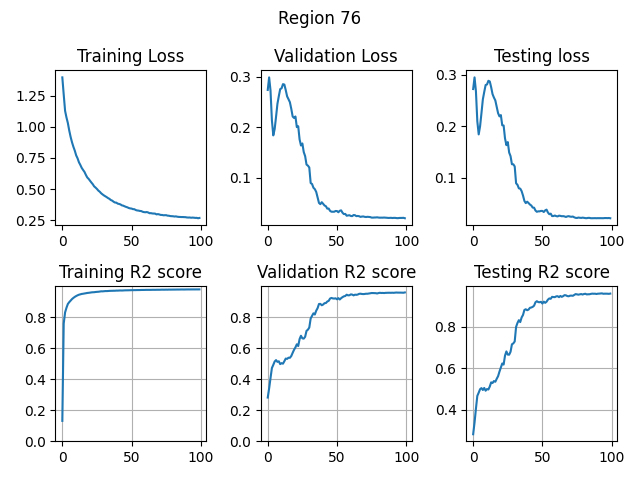 Region 76
Training Loss
Validation Loss
Testing loss
1.25
1.00
0.75
0.50
0.25
0 50 100
0.3
0.2
0.1
0 50 100
0.3
0.2
0.1
0 50 100
Training R2 score
Validation R2 score
Testing R2 score
0.8
0.6
0.4
0.2
0.0
0 50 100
0.8
0.6
0.4
0.2
0.0
0 50 100
0.8
0.6
0.4
0 50 100